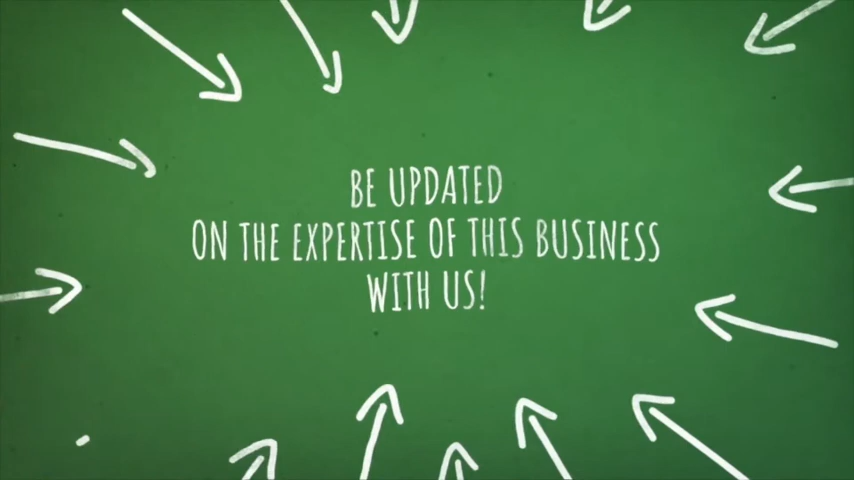 BE UPDATED
ON THE EXPERTISE OF THIS BUSINESS
WITH US!